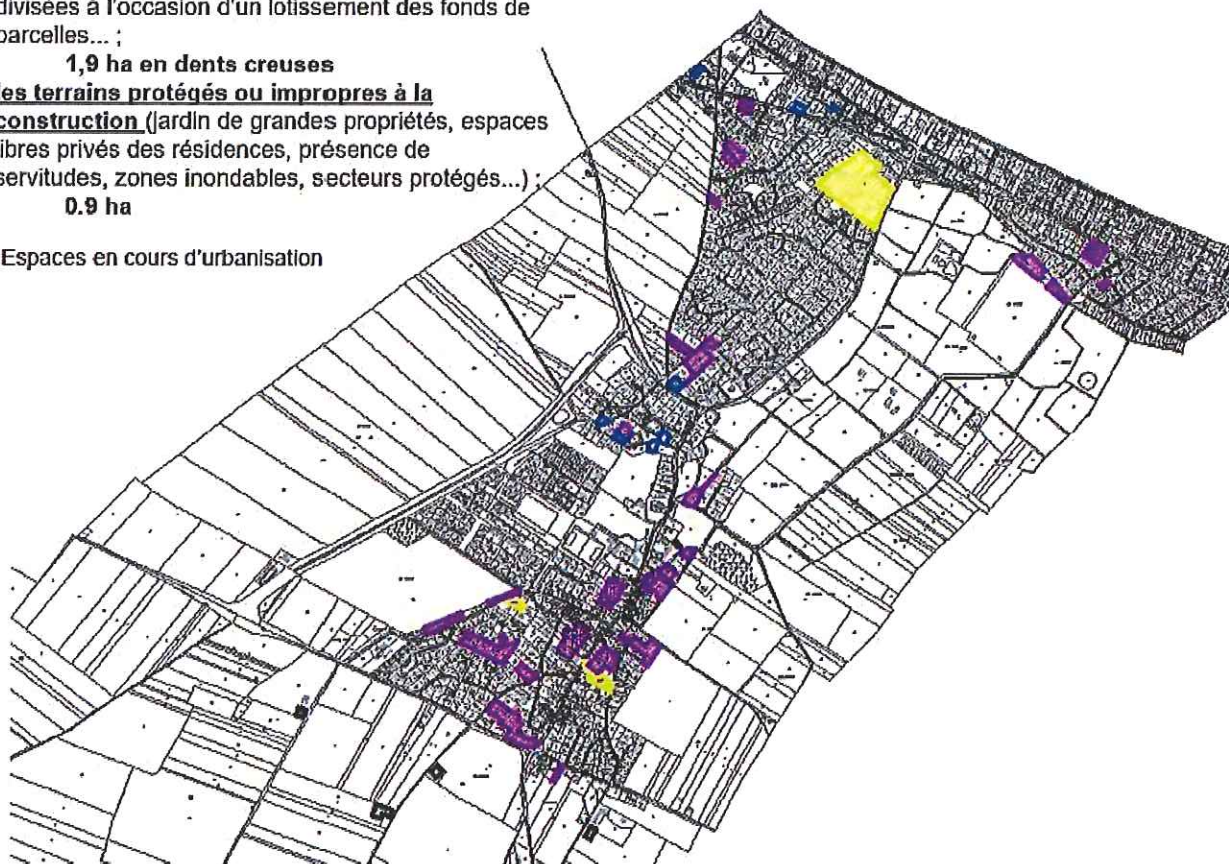 divisées à l'occasion d'un lotissement des fonds de
parcelles... ;
1,9 ha en dents creuses
les terrains protégés ou impropres à la
construction (jardin de grandes propriétés, espaces
libres privés des résidences, présence de
servitudes, zones inondables, secteurs protégés...) ;
0.9 ha
Espaces en cours d'urbanisation